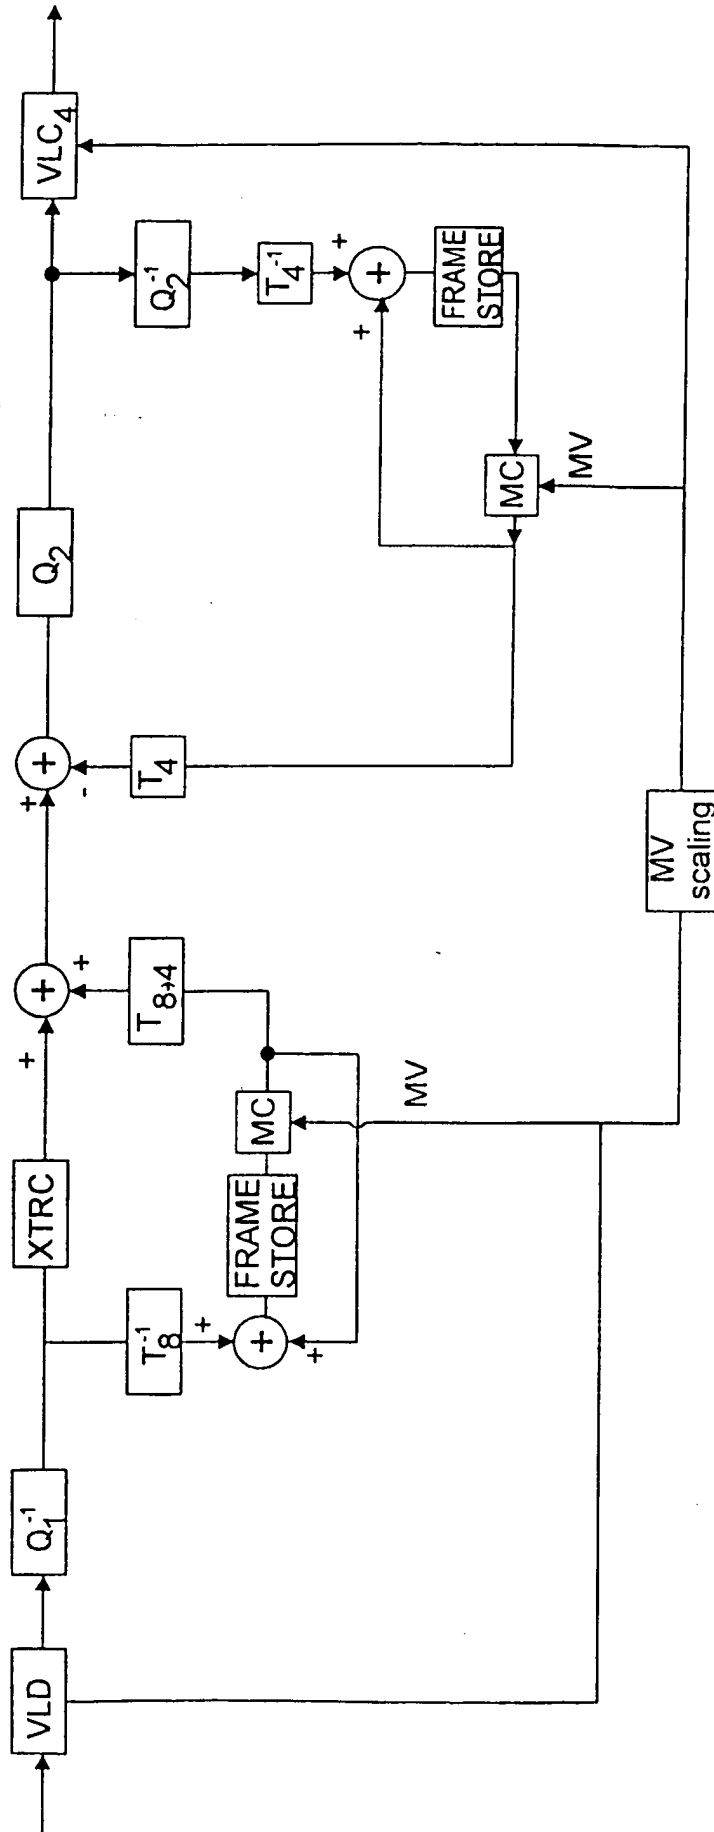 VLD
Q₁⁻¹
XTRC
+
+
+
+
+
-
Q₂
VLC₄
T₈⁻¹
+
+
+
FRAME
STORE
MC
T₈→₄
T₄
Q₂⁻¹
T₄⁻¹
+
+
+
FRAME
STORE
MC
MV
MV
MV
scaling